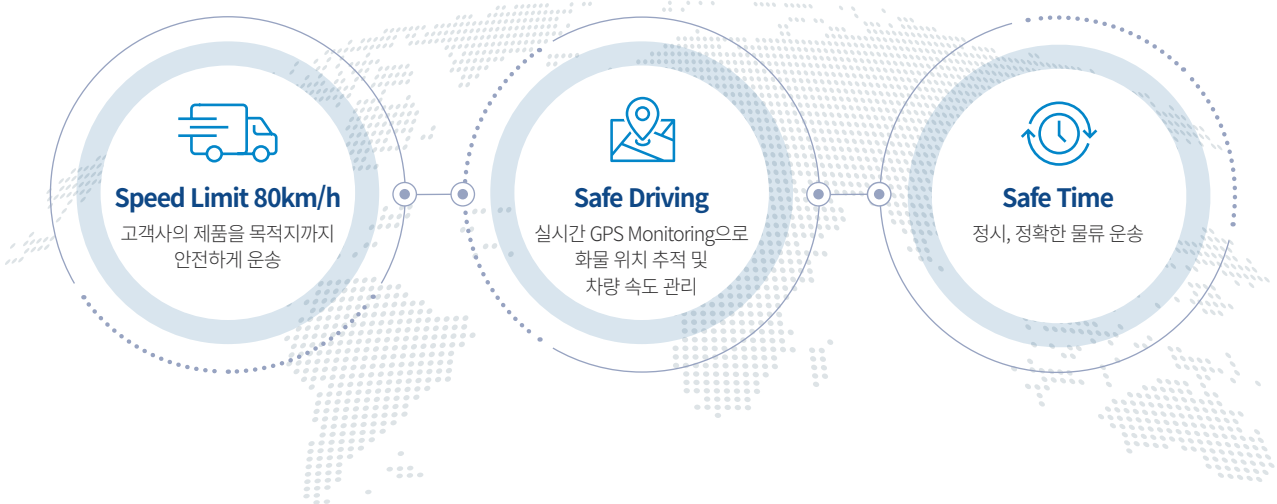 Speed Limit 80km/h
고객사의 제품을 목적지까지
안전하게 운송
Safe Driving
실시간 GPS Monitoring으로
화물 위치 추적 및
차량 속도 관리
Safe Time
정시, 정확한 물류 운송